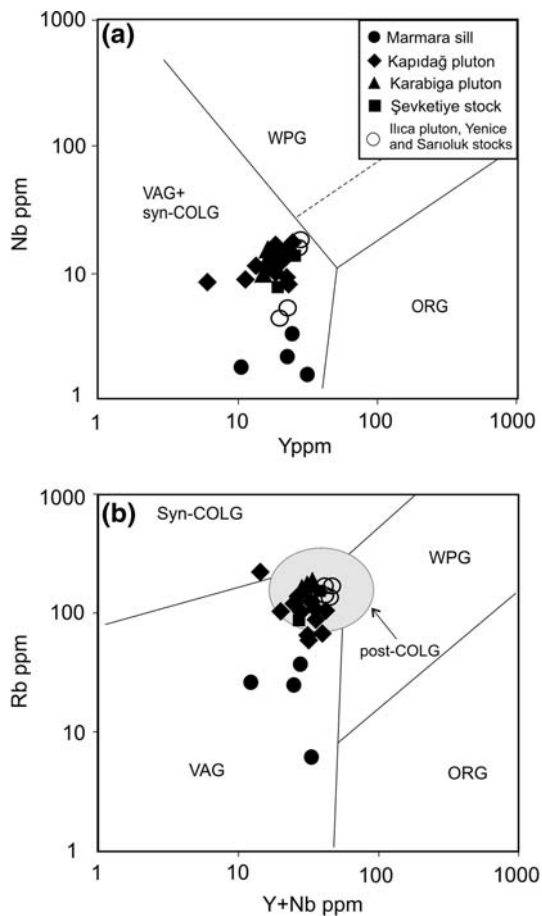 (a)
1000
100
10
1
Nb ppm
WPG
VAG+
syn-COLG
ORG
Marmara sill
Kapıdağ pluton
Karabiga pluton
Şevketiye stock
Ilıca pluton, Yenice
and Sarıoluk stocks
1
10
100
1000
Yppm
(b)
1000
100
10
1
Rb ppm
Syn-COLG
WPG
post-COLG
VAG
ORG
1
10
100
1000
Y+Nb ppm